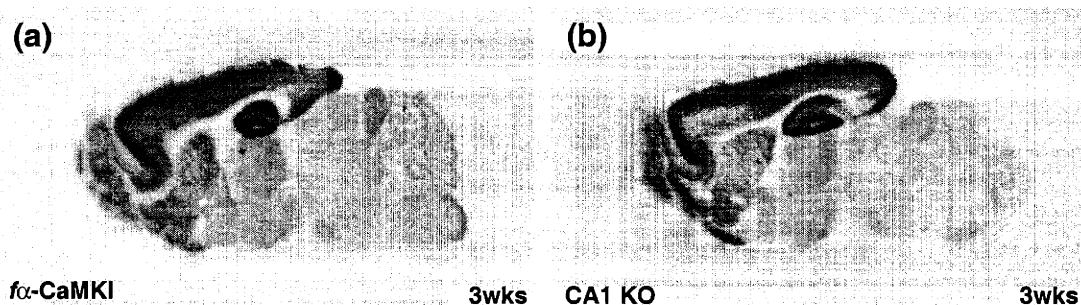 (a)
(b)
fα-CaMKI
3wks
CA1 KO
3wks